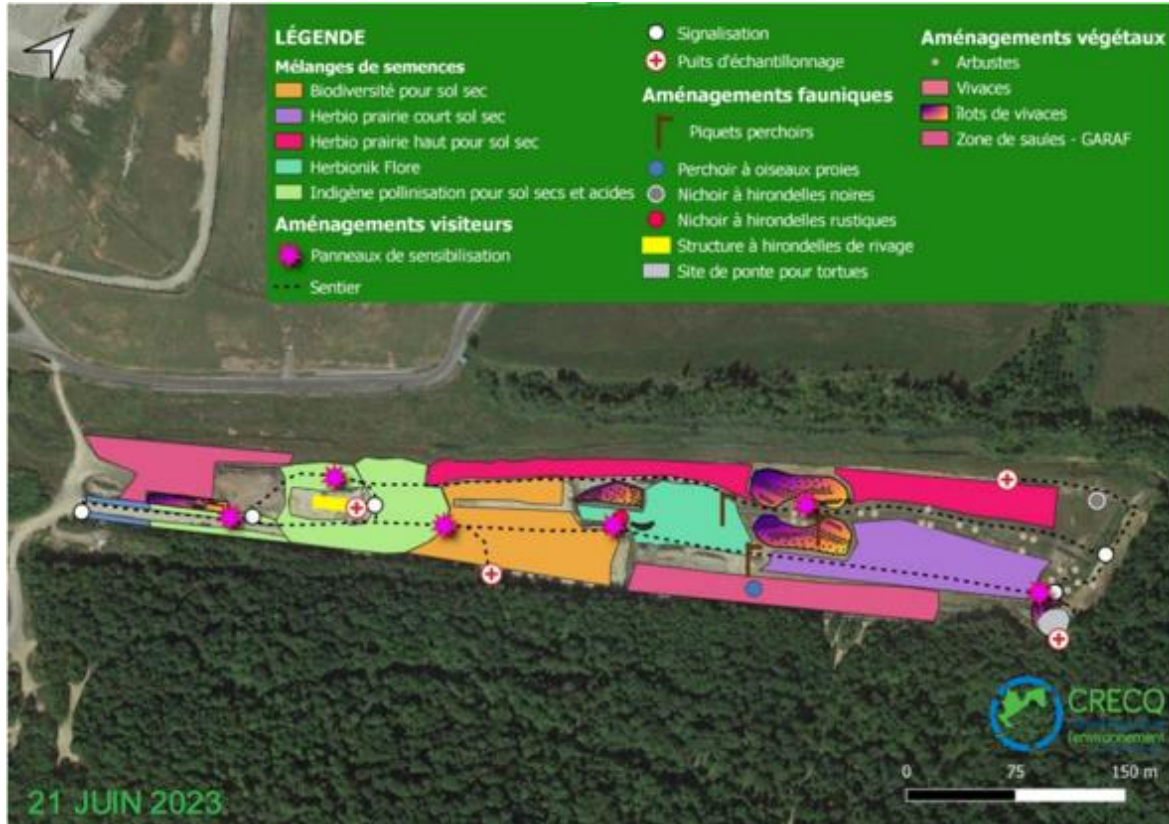 LÉGENDE
Mélanges de semences
Biodiversité pour sol sec
Herbio prairie court sol sec
Herbio prairie haut pour sol sec
Herbionik Flore
Indigène pollinisation pour sol secs et acides
Aménagements visiteurs
Panneaux de sensibilisation
Sentier
Signalisation
Puits d'échantillonnage
Aménagements fauniques
Piquets perchoirs
Perchoir à oiseaux proies
Nichoir à hirondelles noires
Nichoir à hirondelles rustiques
Structure à hirondelles de rivage
Site de ponte pour tortues
Aménagements végétaux
Arbustes
Vivaces
îlots de vivaces
Zone de saules - GARAF
CRECQ
l'environnement
0 75 150 m
21 JUIN 2023